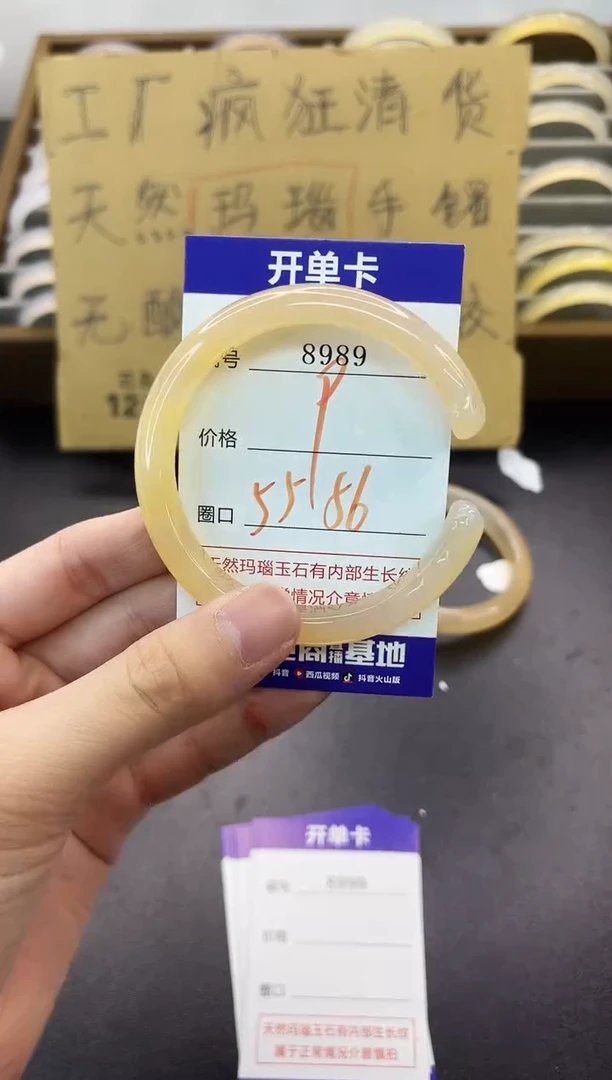 工厂疯狂清货
天然玛瑙手镯
无
12
开单卡
号 8989
价格 P
圈口 55 86
天然玛瑙玉石有内部生长纹
情况介意
基地
抖音 西瓜视频 抖音火山版
开单卡
8989
价格
圈口
天然玛瑙玉石有内部生长纹
属于正常情况介意慎拍